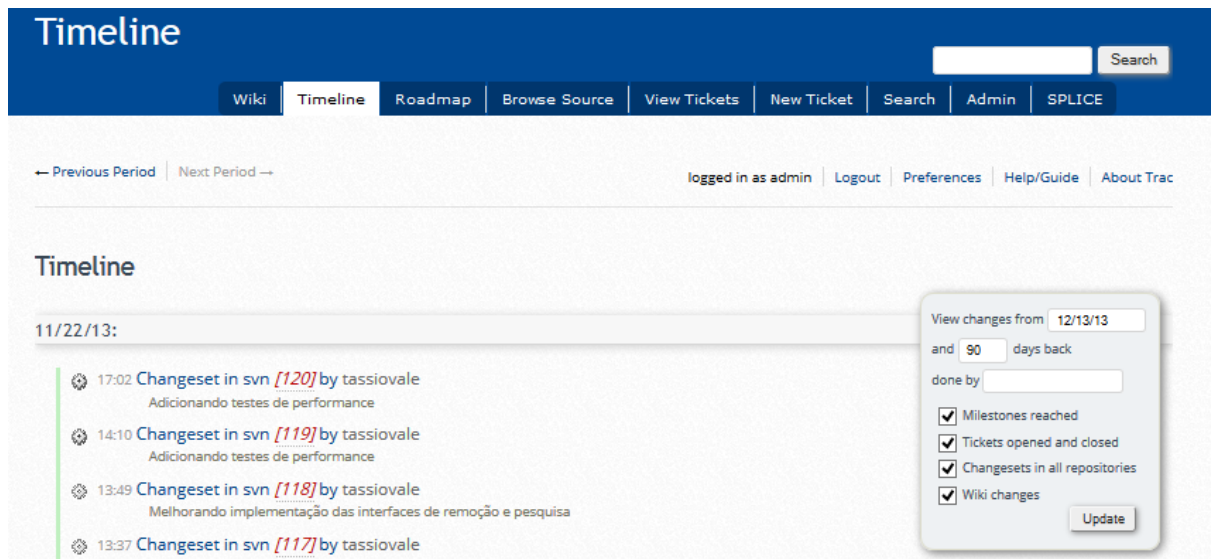 Timeline
Search
Wiki Timeline Roadmap Browse Source View Tickets New Ticket Search Admin SPLICE
← Previous Period Next Period →
logged in as admin Logout Preferences Help/Guide About Trac
Timeline
11/22/13:
17:02 Changeset in svn [120] by tassiovale
Adicionando testes de performance
14:10 Changeset in svn [119] by tassiovale
Adicionando testes de performance
13:49 Changeset in svn [118] by tassiovale
Melhorando implementação das interfaces de remoção e pesquisa
13:37 Changeset in svn [117] by tassiovale
View changes from 12/13/13
and 90 days back
done by
Milestones reached
Tickets opened and closed
Changesets in all repositories
Wiki changes
Update